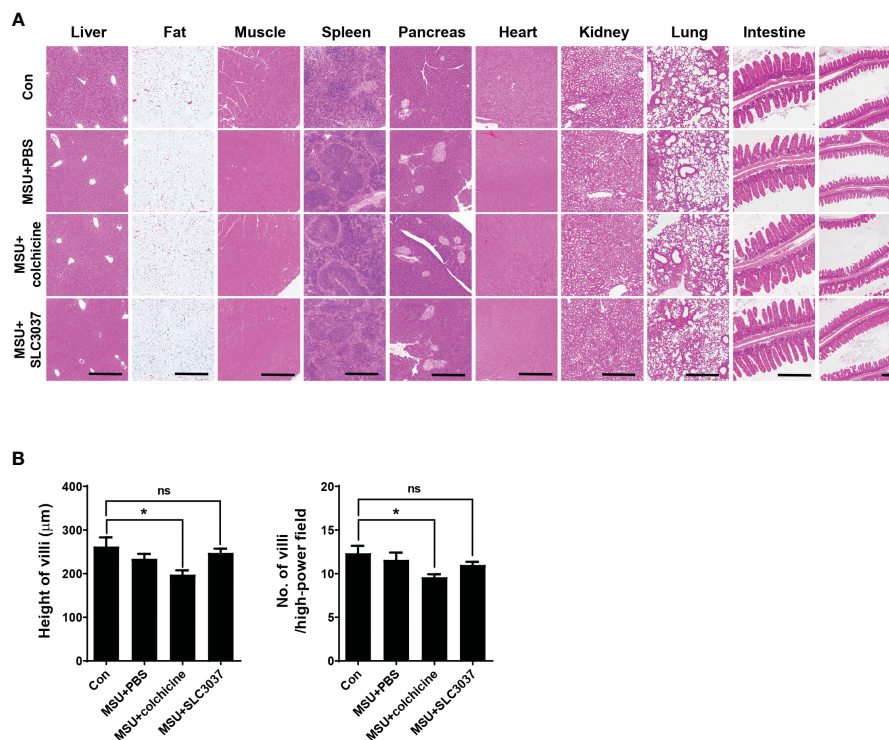 A
Liver Fat Muscle Spleen Pancreas Heart Kidney Lung Intestine
Con
MSU+PBS
MSU+
colchicine
MSU+
SLC3037
B
Height of villi (μm)
400
300
200
100
0
ns
*
Con
MSU+PBS
MSU+colchicine
MSU+SLC3037
No. of villi
/high-power field
20
15
10
5
0
ns
*
Con
MSU+PBS
MSU+colchicine
MSU+SLC3037